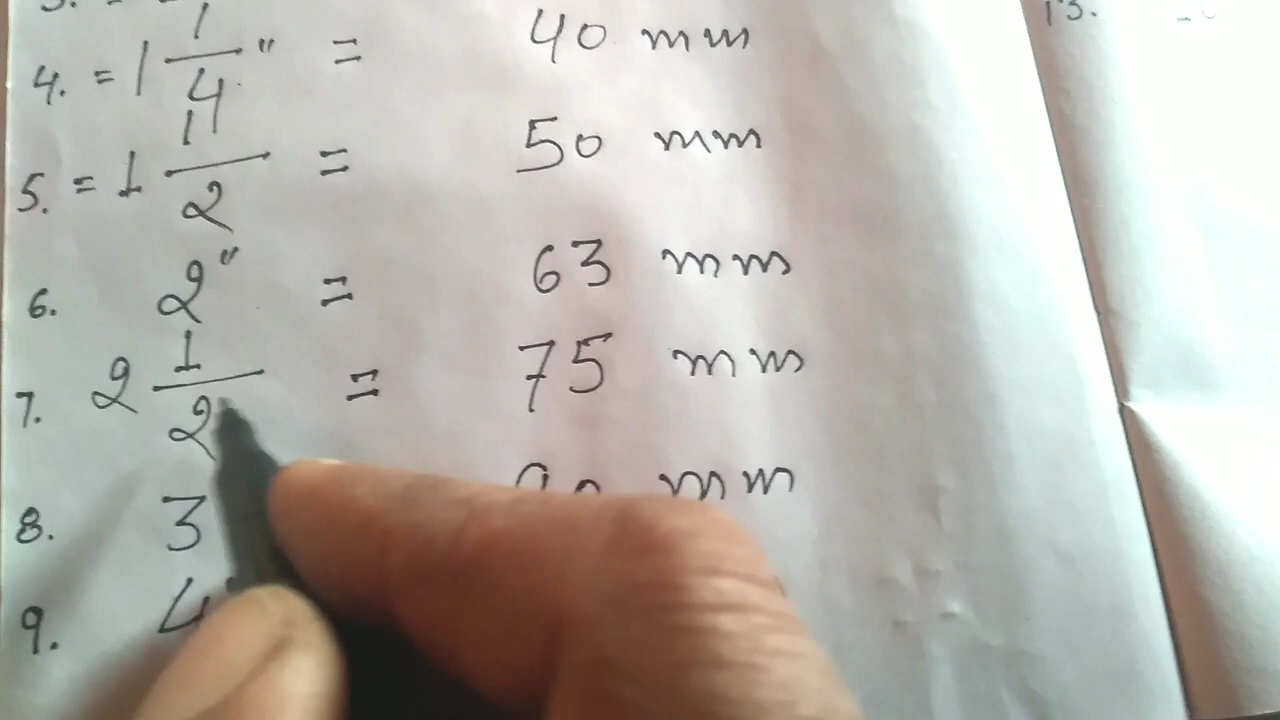 4. = 1 1/4" = 40 mm
5. = 1 1/2 = 50 mm
6. 2" = 63 mm
7. 2 1/2 = 75 mm
8. 3 mm
9. 4
13.